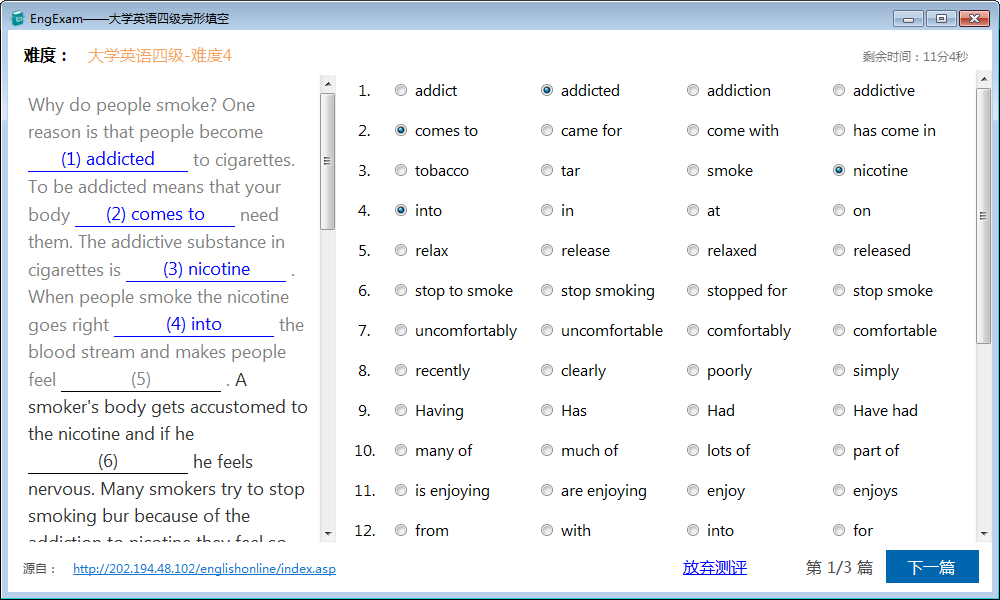 EngExam——大学英语四级完形填空
难度： 大学英语四级-难度4
剩余时间：11分4秒
Why do people smoke? One
reason is that people become
(1) addicted to cigarettes.
To be addicted means that your
body (2) comes to need
them. The addictive substance in
cigarettes is (3) nicotine .
When people smoke the nicotine
goes right (4) into the
blood stream and makes people
feel (5) . A
smoker's body gets accustomed to
the nicotine and if he
(6) he feels
nervous. Many smokers try to stop
smoking bur because of the
addiction to nicotine they feel so
1. addict addicted addiction addictive
2. comes to came for come with has come in
3. tobacco tar smoke nicotine
4. into in at on
5. relax release relaxed released
6. stop to smoke stop smoking stopped for stop smoke
7. uncomfortably uncomfortable comfortably comfortable
8. recently clearly poorly simply
9. Having Has Had Have had
10. many of much of lots of part of
11. is enjoying are enjoying enjoy enjoys
12. from with into for
源自： http://202.194.48.102/englishonline/index.asp
放弃测评
第 1/3 篇
下一篇